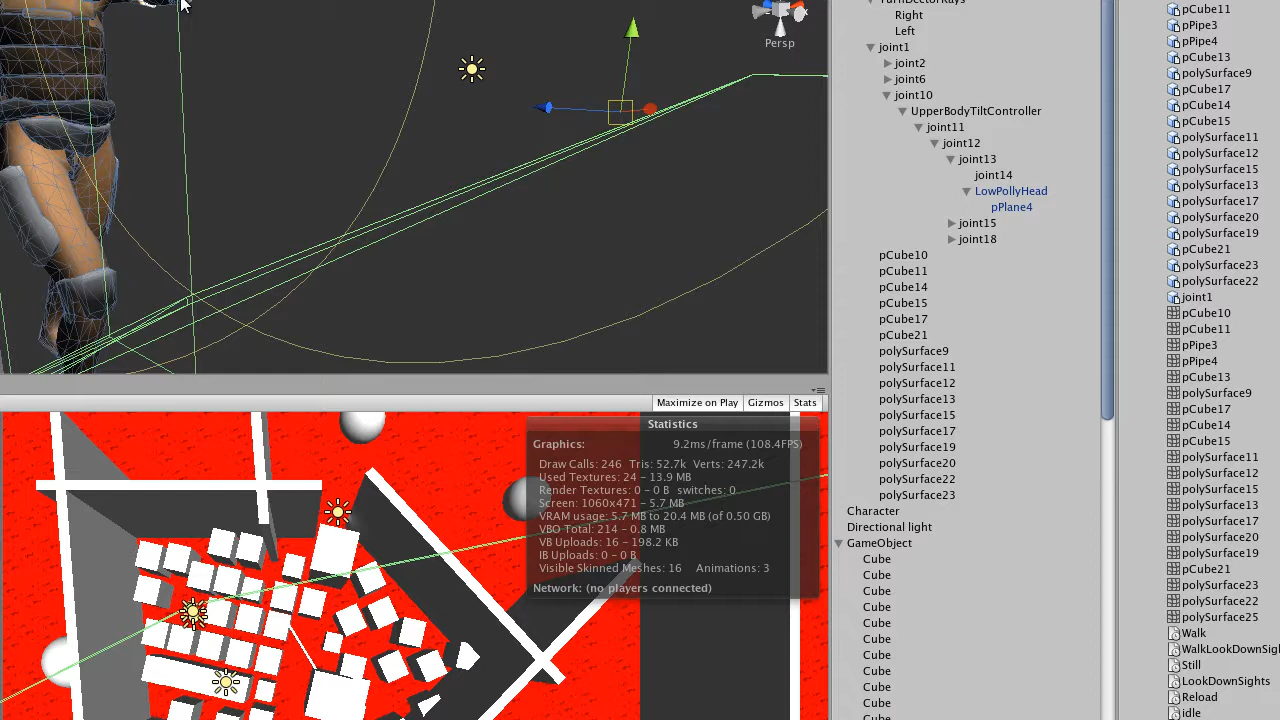 Persp
Maximize on Play Gizmos Stats
Statistics
Graphics: 9.2ms/frame (108.4FPS)
Draw Calls: 246 Tris: 52.7k Verts: 247.2k
Used Textures: 24 - 13.9 MB
Render Textures: 0 - 0 B switches: 0
Screen: 1060x471 - 5.7 MB
VRAM usage: 5.7 MB to 20.4 MB (of 0.50 GB)
VBO Total: 214 - 0.8 MB
VB Uploads: 16 - 198.2 KB
IB Uploads: 0 - 0 B
Visible Skinned Meshes: 16 Animations: 3
Network: (no players connected)
Right
Left
joint1
joint2
joint6
joint10
UpperBodyTiltController
joint11
joint12
joint13
joint14
LowPollyHead
pPlane4
joint15
joint18
pCube10
pCube11
pCube14
pCube15
pCube17
pCube21
polySurface9
polySurface11
polySurface12
polySurface13
polySurface15
polySurface17
polySurface19
polySurface20
polySurface22
polySurface23
Character
Directional light
GameObject
Cube
Cube
Cube
Cube
Cube
Cube
Cube
Cube
Cube
Cube
Cube
pCube11
pPipe3
pPipe4
pCube13
polySurface9
pCube17
pCube14
pCube15
polySurface11
polySurface12
polySurface15
polySurface13
polySurface17
polySurface20
polySurface19
pCube21
polySurface23
polySurface22
joint1
pCube10
pCube11
pPipe3
pPipe4
pCube13
polySurface9
pCube17
pCube14
pCube15
polySurface11
polySurface12
polySurface15
polySurface13
polySurface17
polySurface20
polySurface19
pCube21
polySurface23
polySurface22
polySurface25
Walk
WalkLookDownSigh
Still
LookDownSights
Reload
idle